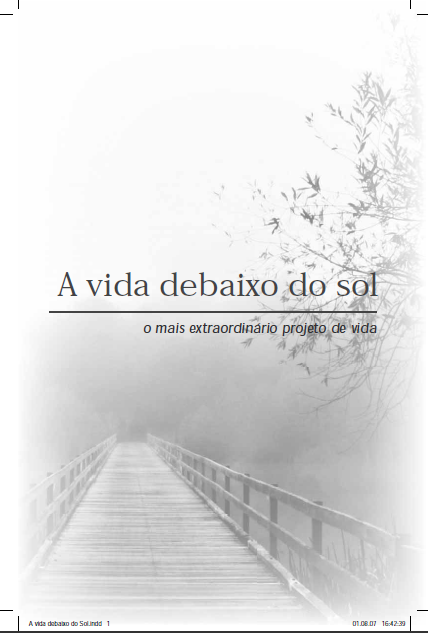 A vida debaixo do sol
o mais extraordinário projeto de vida
A vida debaixo do Sol.indd 1 01.08.07 16:42:39